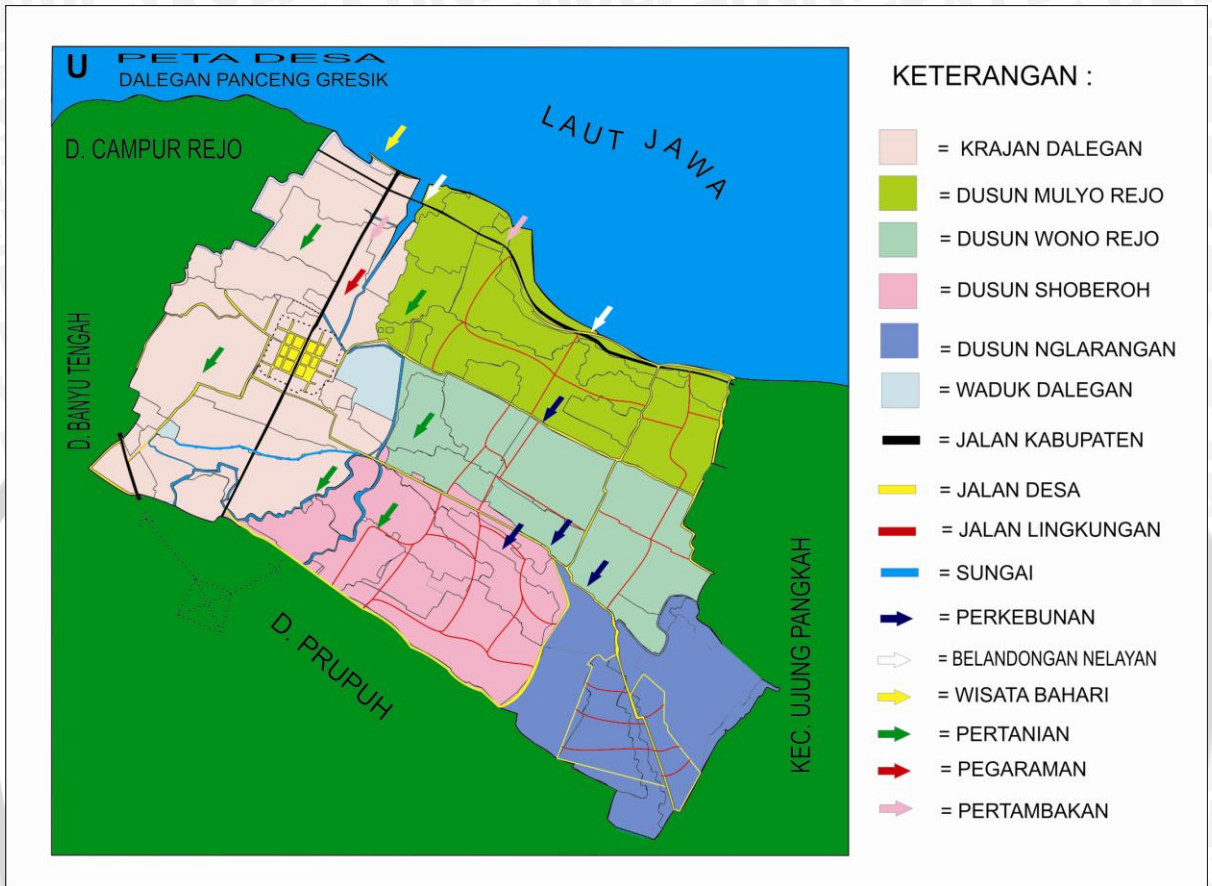 U PETA DESA
DALEGAN PANCENG GRESIK
LAUT JAWA
D. CAMPUR REJO
D. BANYU TENGAH
D. PRUPUH
KEC. UJUNG PANGKAH
KETERANGAN :
= KRAJAN DALEGAN
= DUSUN MULYO REJO
= DUSUN WONO REJO
= DUSUN SHOBEROH
= DUSUN NGLARANGAN
= WADUK DALEGAN
= JALAN KABUPATEN
= JALAN DESA
= JALAN LINGKUNGAN
= SUNGAI
= PERKEBUNAN
= BELANDONGAN NELAYAN
= WISATA BAHARI
= PERTANIAN
= PEGARAMAN
= PERTAMBAKAN